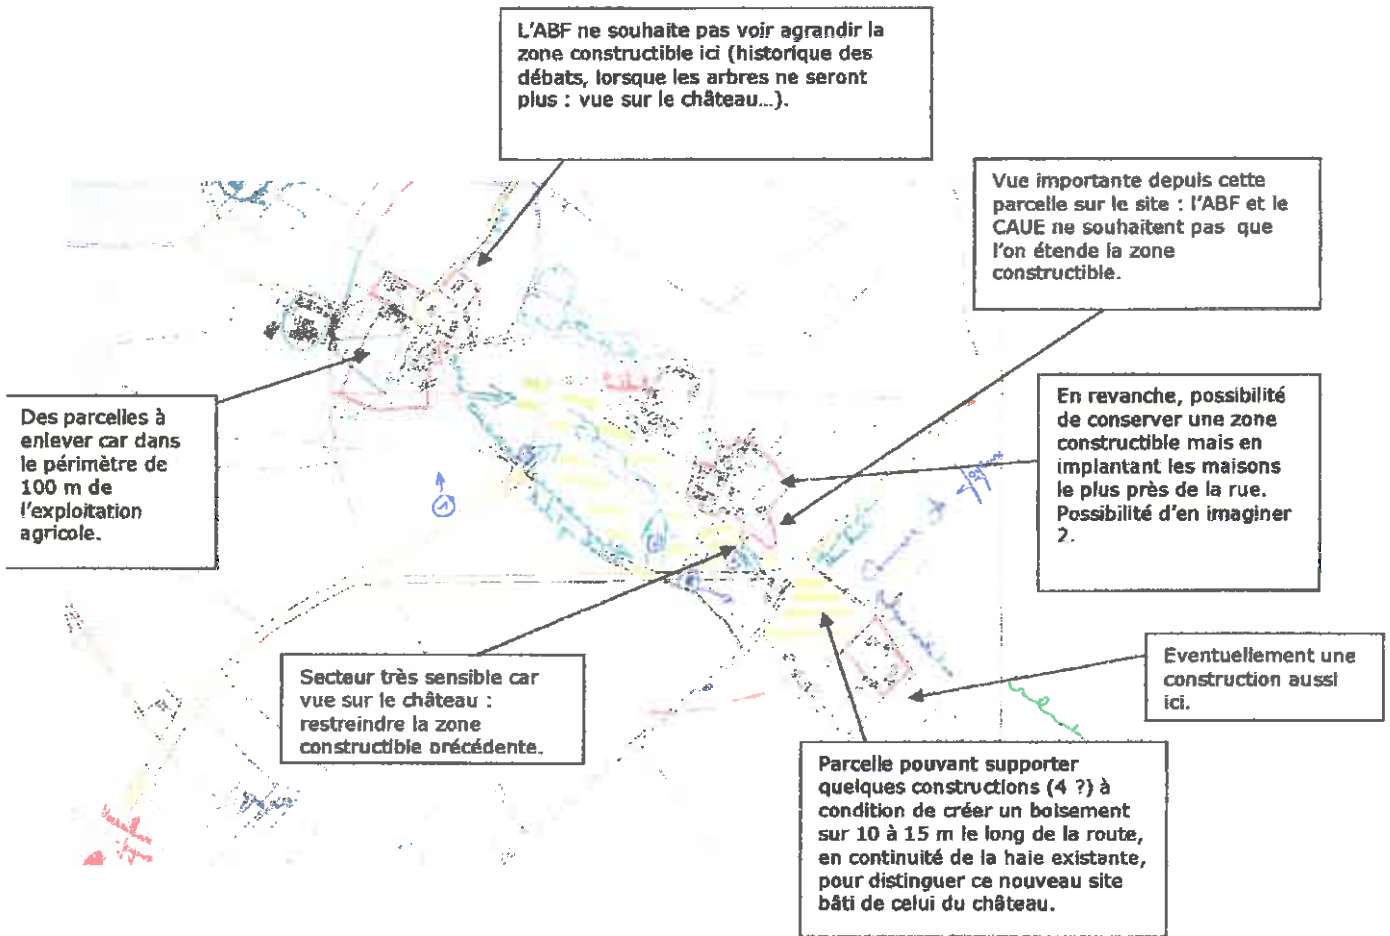 L'ABF ne souhaite pas voir agrandir la
zone constructible ici (historique des
débats, lorsque les arbres ne seront
plus : vue sur le château...).
Vue importante depuis cette
parcelle sur le site : l'ABF et le
CAUE ne souhaitent pas que
l'on étende la zone
constructible.
Des parcelles à
enlever car dans
le périmètre de
100 m de
l'exploitation
agricole.
En revanche, possibilité
de conserver une zone
constructible mais en
implantant les maisons
le plus près de la rue.
Possibilité d'en imaginer
2.
1
Secteur très sensible car
vue sur le château :
restreindre la zone
constructible précédente.
Eventuellement une
construction aussi
ici.
Parcelle pouvant supporter
quelques constructions (4 ?) à
condition de créer un boisement
sur 10 à 15 m le long de la route,
en continuité de la haie existante,
pour distinguer ce nouveau site
bâti de celui du château.